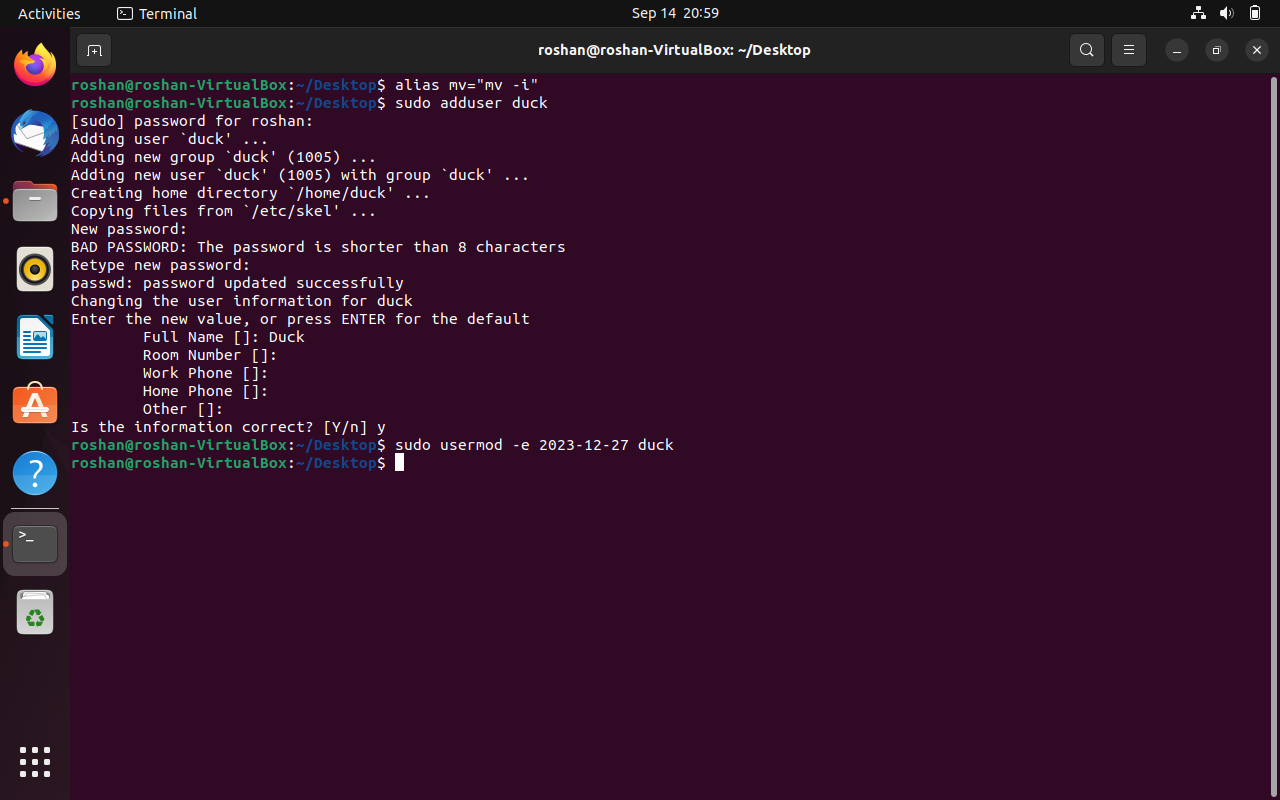 Activities
Terminal
Sep 14 20:59
roshan@roshan-VirtualBox: ~/Desktop
roshan@roshan-VirtualBox:~/Desktop$ alias mv="mv -i"
roshan@roshan-VirtualBox:~/Desktop$ sudo adduser duck
[sudo] password for roshan:
Adding user `duck' ...
Adding new group `duck' (1005) ...
Adding new user `duck' (1005) with group `duck' ...
Creating home directory `/home/duck' ...
Copying files from `/etc/skel' ...
New password:
BAD PASSWORD: The password is shorter than 8 characters
Retype new password:
passwd: password updated successfully
Changing the user information for duck
Enter the new value, or press ENTER for the default
Full Name []: Duck
Room Number []:
Work Phone []:
Home Phone []:
Other []:
Is the information correct? [Y/n] y
roshan@roshan-VirtualBox:~/Desktop$ sudo usermod -e 2023-12-27 duck
roshan@roshan-VirtualBox:~/Desktop$